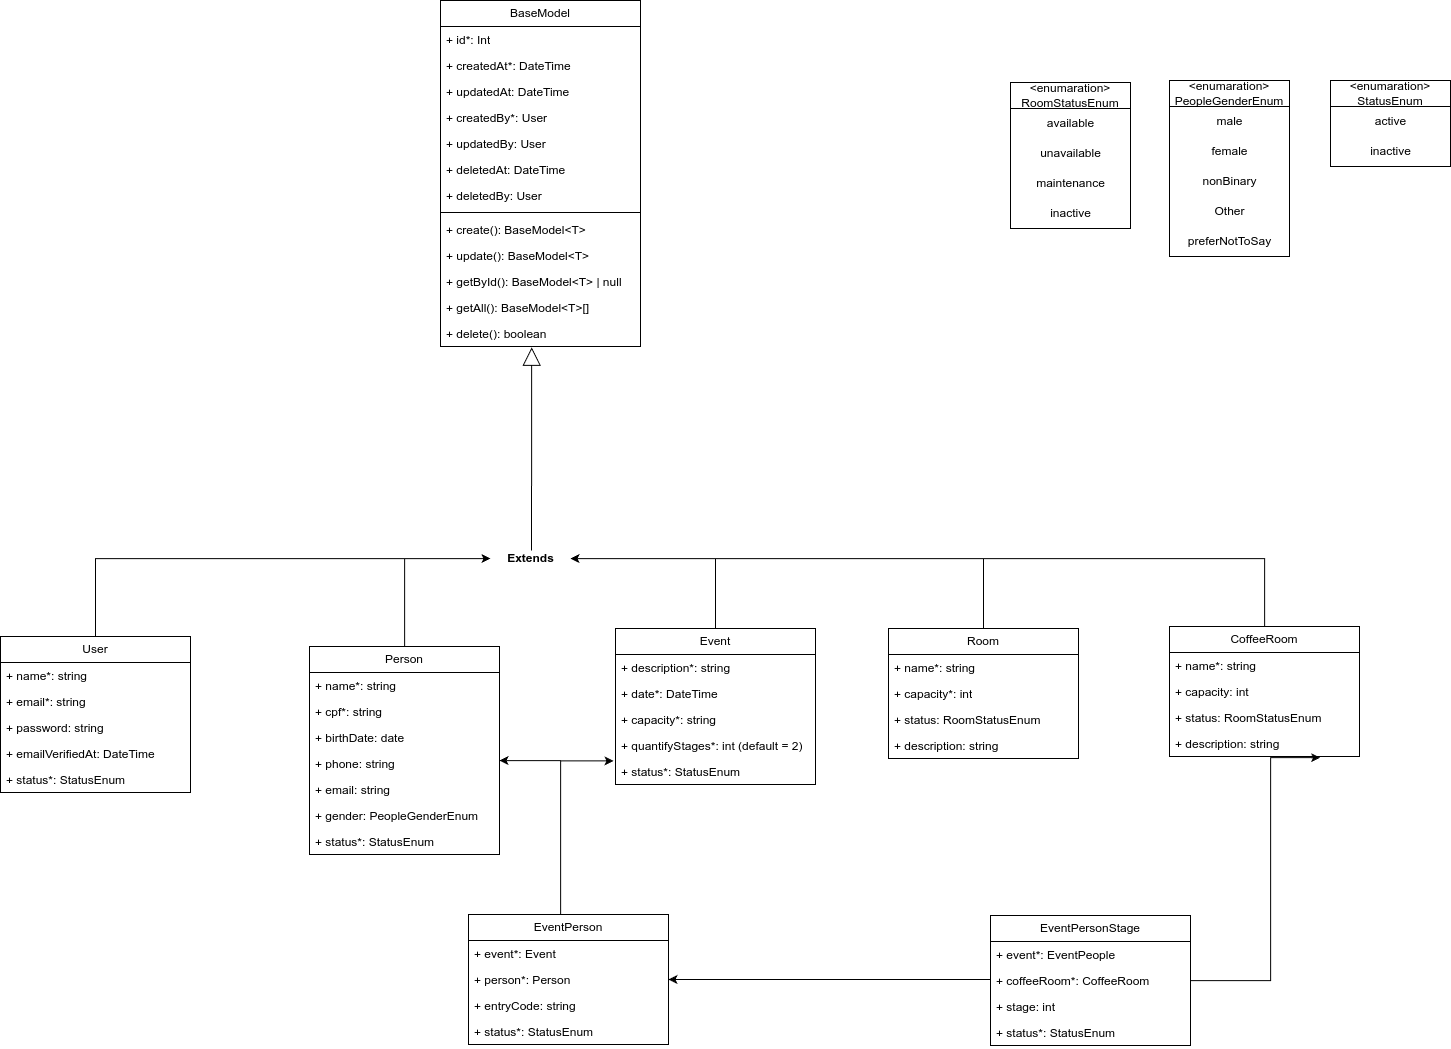 BaseModel
+ id*: Int
+ createdAt*: DateTime
+ updatedAt: DateTime
+ createdBy*: User
+ updatedBy: User
+ deletedAt: DateTime
+ deletedBy: User
+ create(): BaseModel<T>
+ update(): BaseModel<T>
+ getById(): BaseModel<T> | null
+ getAll(): BaseModel<T>[]
+ delete(): boolean
<enumaration>
RoomStatusEnum
available
unavailable
maintenance
inactive
<enumaration>
PeopleGenderEnum
male
female
nonBinary
Other
preferNotToSay
<enumaration>
StatusEnum
active
inactive
Extends
User
+ name*: string
+ email*: string
+ password: string
+ emailVerifiedAt: DateTime
+ status*: StatusEnum
Person
+ name*: string
+ cpf*: string
+ birthDate: date
+ phone: string
+ email: string
+ gender: PeopleGenderEnum
+ status*: StatusEnum
Event
+ description*: string
+ date*: DateTime
+ capacity*: string
+ quantifyStages*: int (default = 2)
+ status*: StatusEnum
Room
+ name*: string
+ capacity*: int
+ status: RoomStatusEnum
+ description: string
CoffeeRoom
+ name*: string
+ capacity: int
+ status: RoomStatusEnum
+ description: string
EventPerson
+ event*: Event
+ person*: Person
+ entryCode: string
+ status*: StatusEnum
EventPersonStage
+ event*: EventPeople
+ coffeeRoom*: CoffeeRoom
+ stage: int
+ status*: StatusEnum